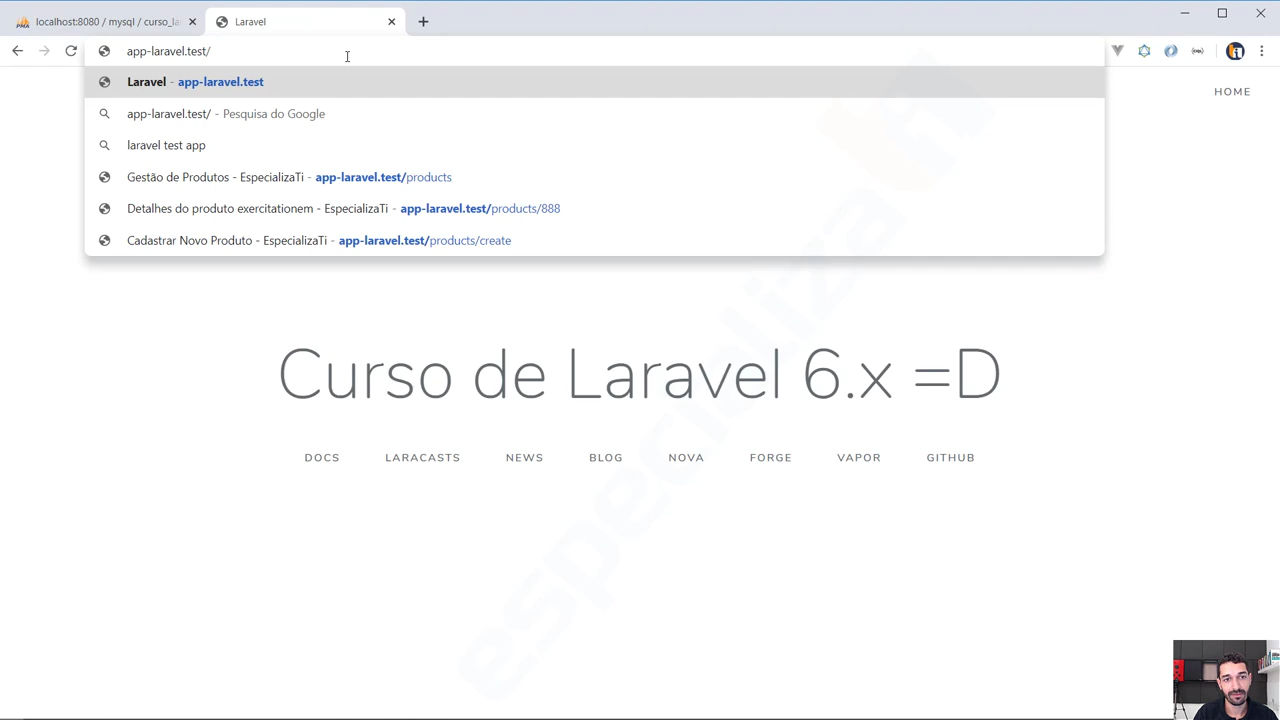 localhost:8080 / mysql / curso_la
Laravel
app-laravel.test/
Laravel - app-laravel.test
app-laravel.test/ - Pesquisa do Google
laravel test app
Gestão de Produtos - EspecializaTi - app-laravel.test/products
Detalhes do produto exercitationem - EspecializaTi - app-laravel.test/products/888
Cadastrar Novo Produto - EspecializaTi - app-laravel.test/products/create
HOME
Curso de Laravel 6.x =D
DOCS LARACASTS NEWS BLOG NOVA FORGE VAPOR GITHUB
especializati